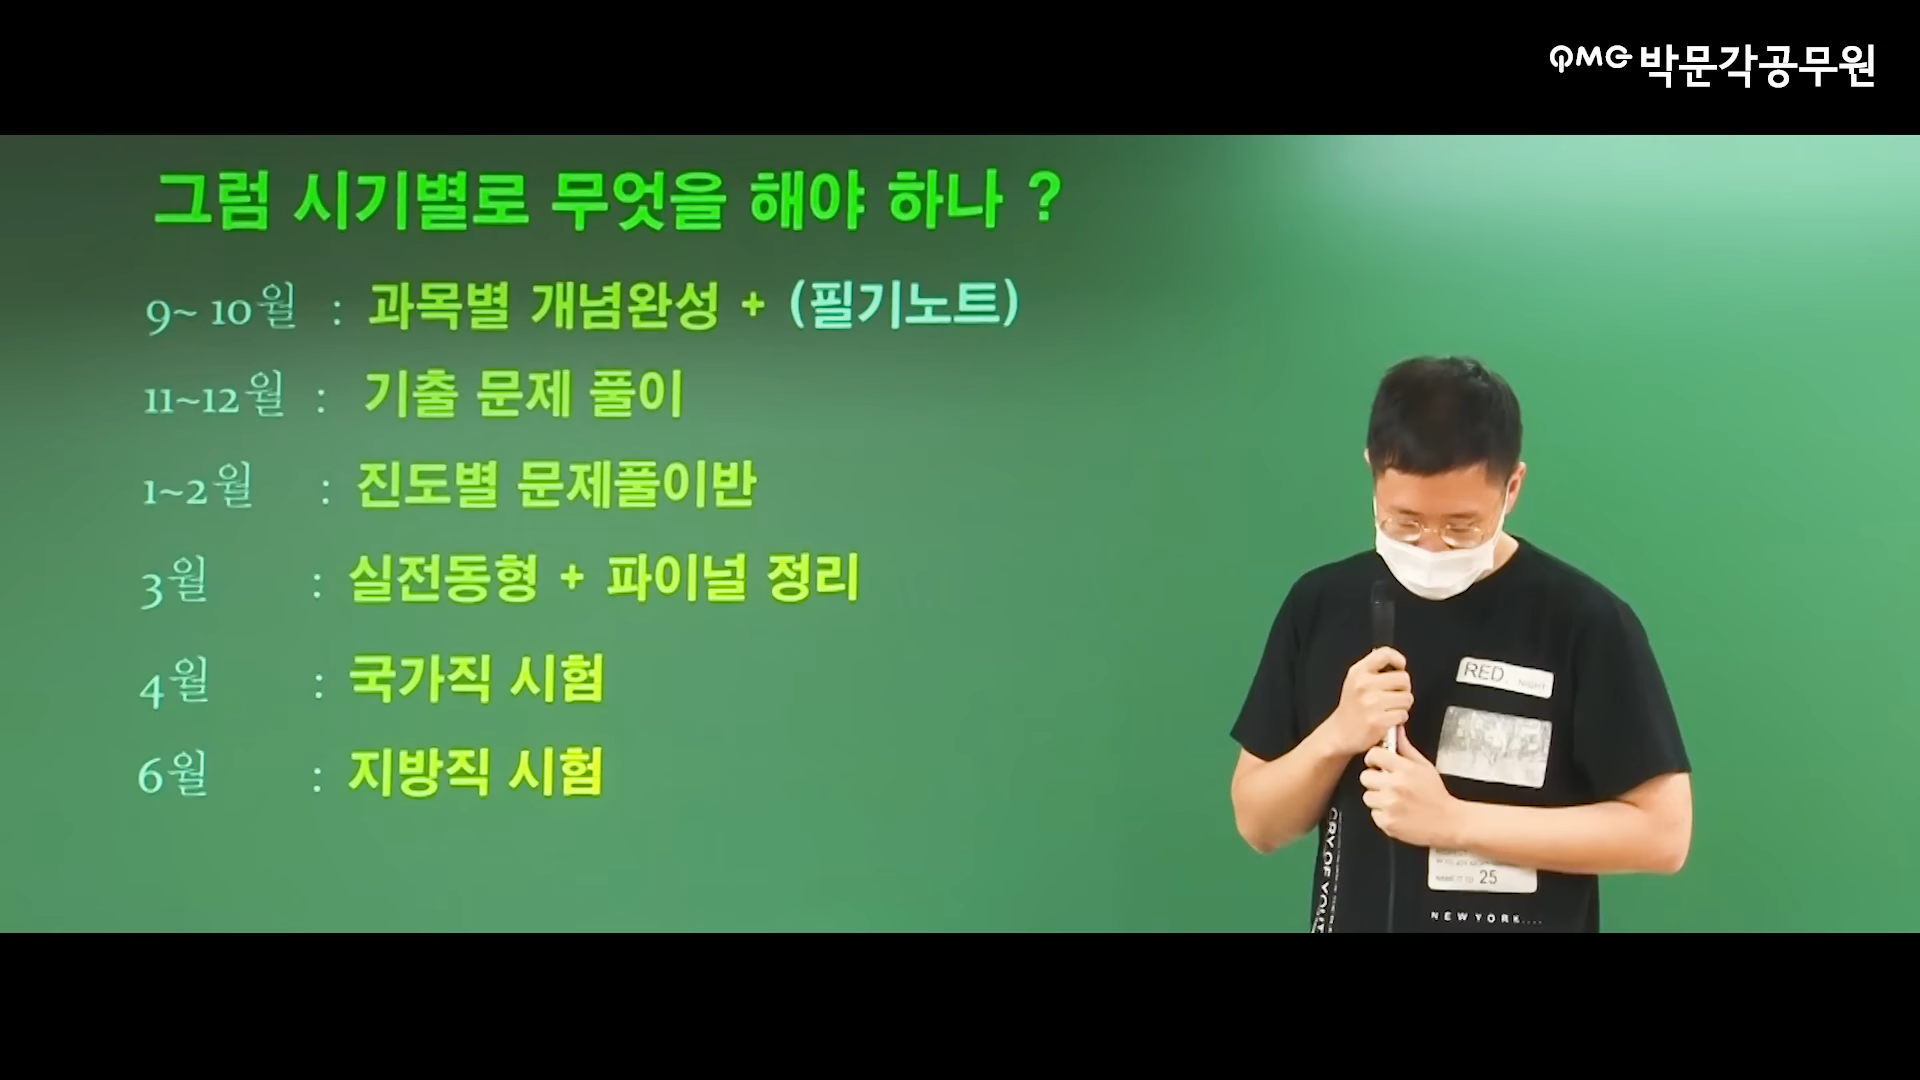 PMG 박문각공무원
그럼 시기별로 무엇을 해야 하나 ?
9~ 10월 : 과목별 개념완성 + (필기노트)
11~12월 : 기출 문제 풀이
1~2월 : 진도별 문제풀이반
3월 : 실전동형 + 파이널 정리
4월 : 국가직 시험
6월 : 지방직 시험
RED
NIGHT
25
NEW YORK....